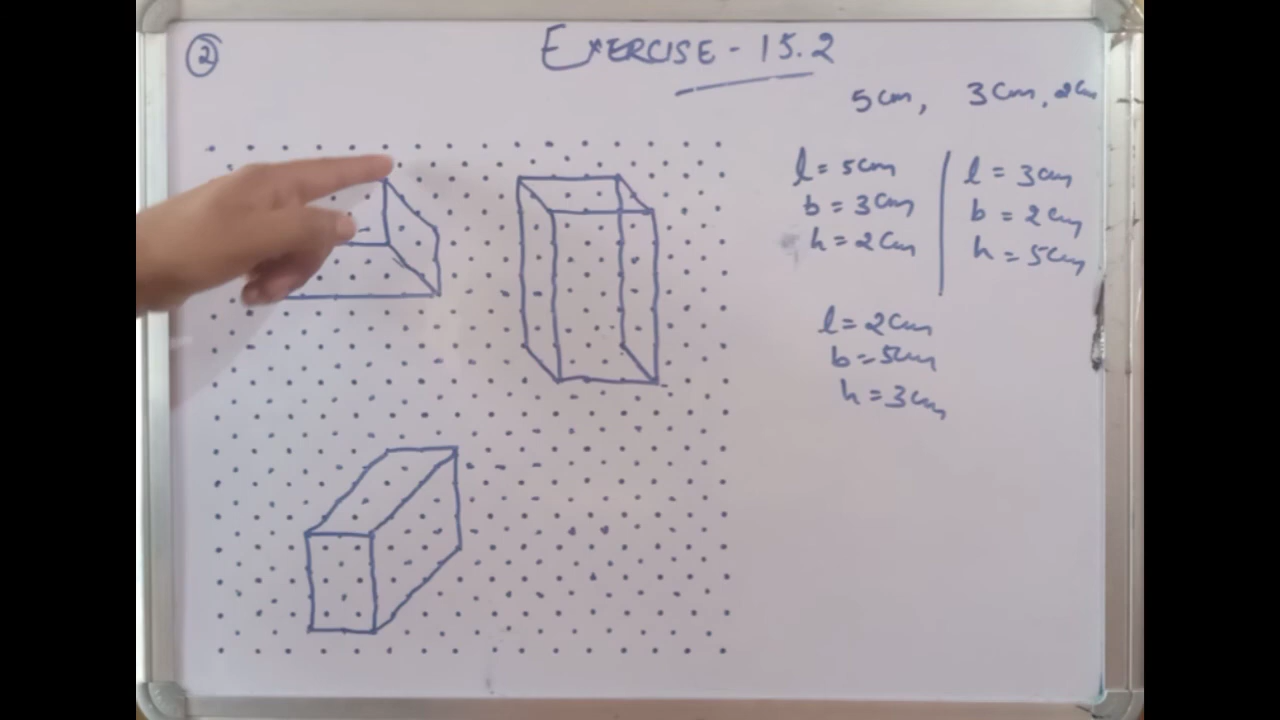 ②
EXERCISE - 15.2
5cm, 3cm, 2cm
l = 5cm
b = 3cm
h = 2cm
l = 3cm
b = 2cm
h = 5cm
l = 2cm
b = 5cm
h = 3cm